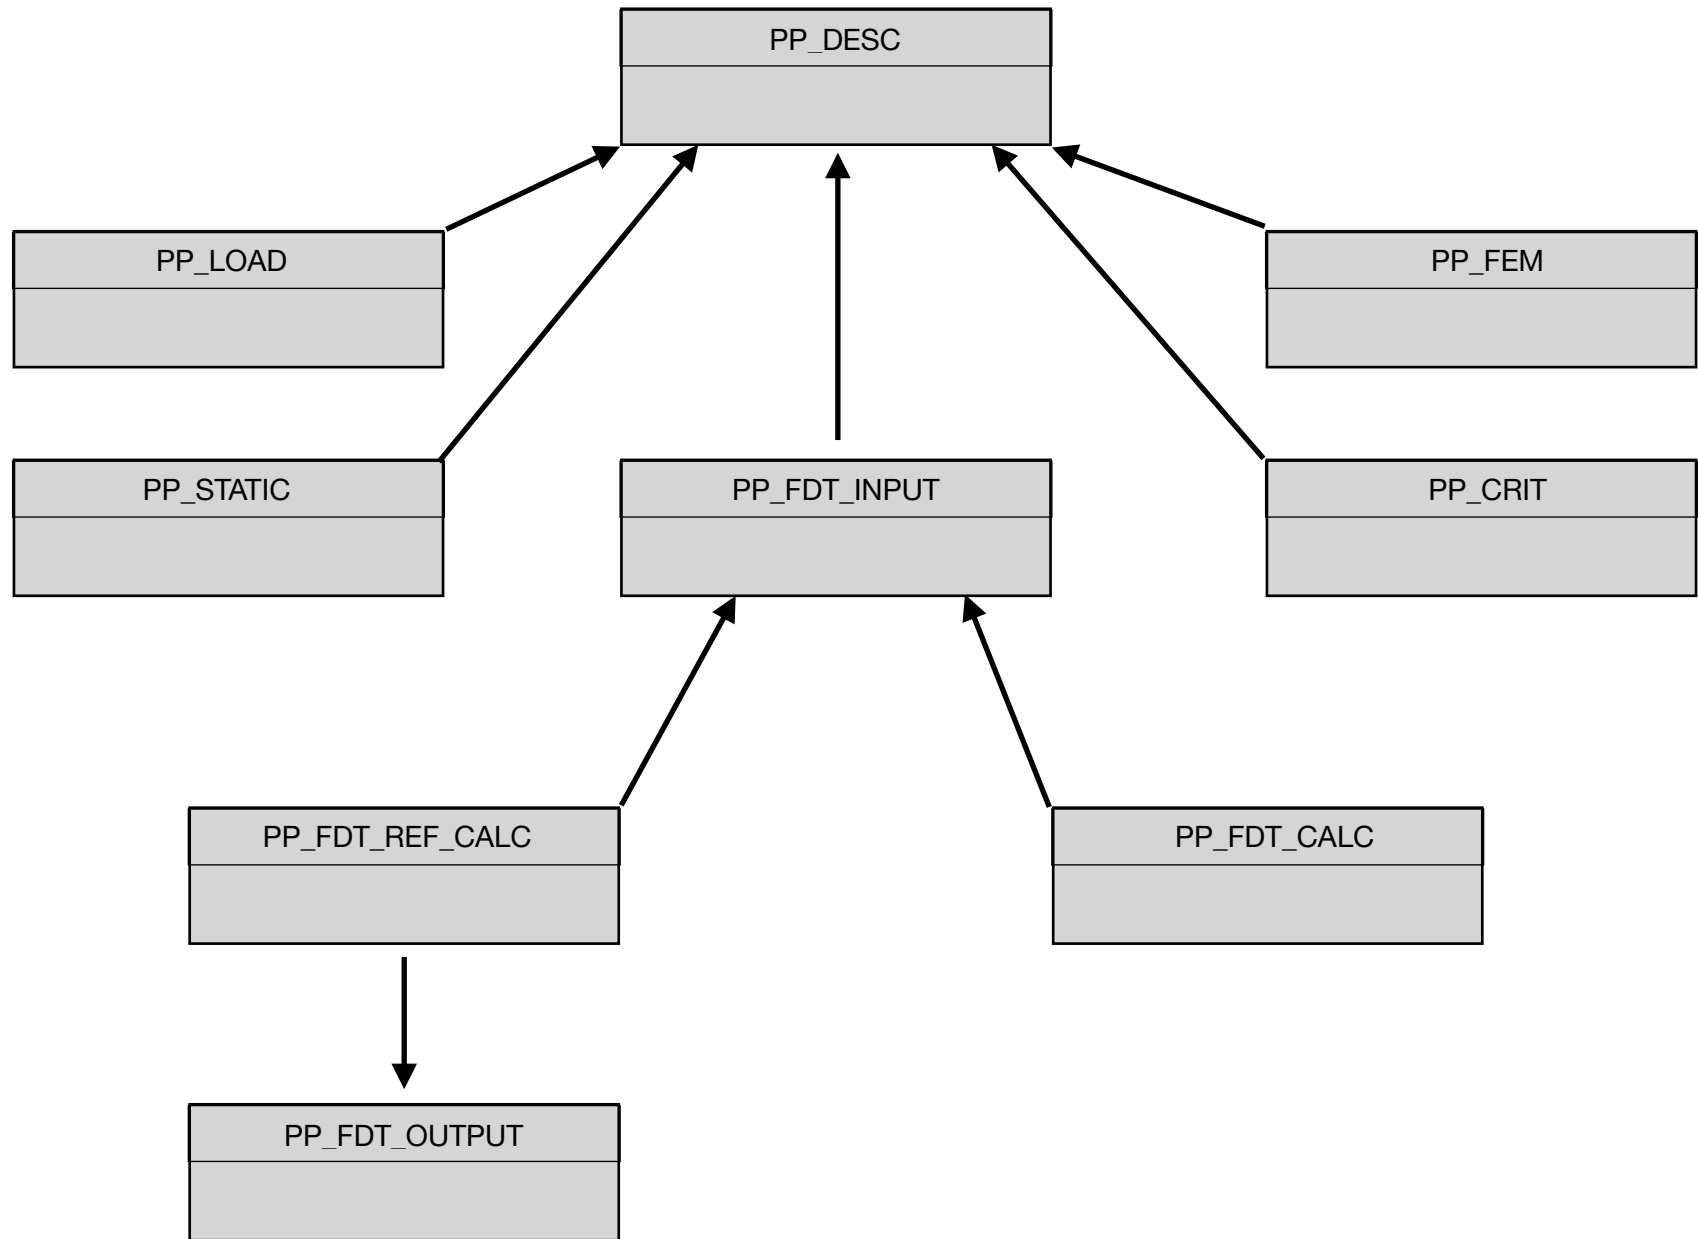 PP_DESC
PP_LOAD
PP_FEM
PP_STATIC
PP_FDT_INPUT
PP_CRIT
PP_FDT_REF_CALC
PP_FDT_CALC
PP_FDT_OUTPUT